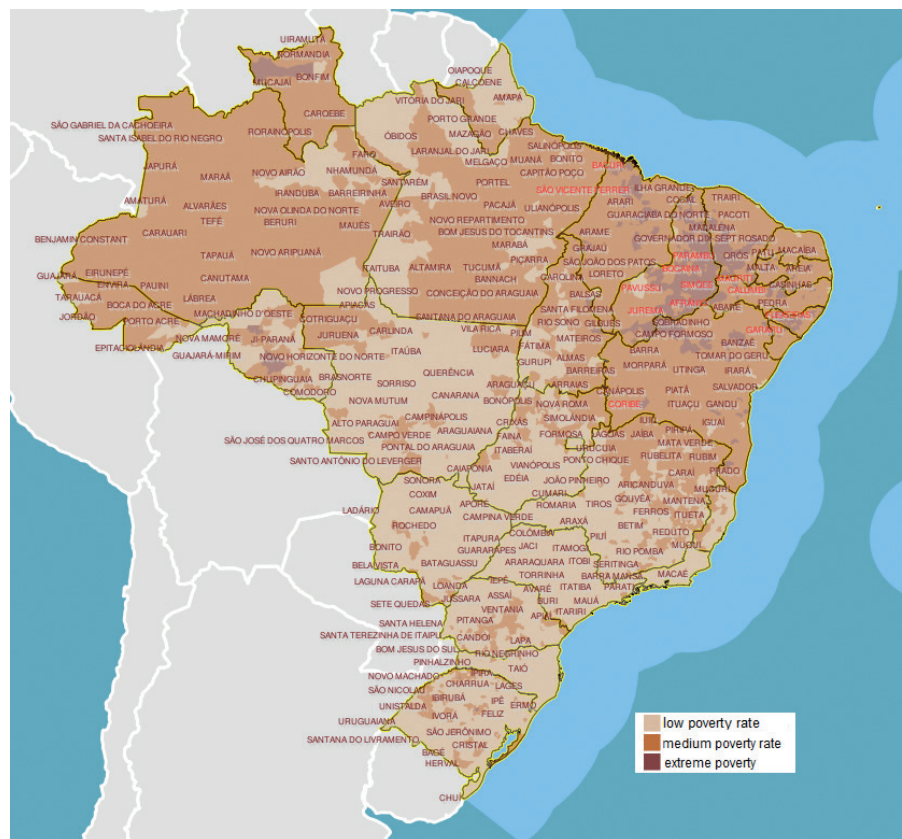 UIRAMUTÃ
NORMANDIA
OIAPOQUE
MUCAJAÍ
BONFIM
CALÇOENE
VITÓRIA DO JARI
AMAPÁ
CAROEBE
PORTO GRANDE
SÃO GABRIEL DA CACHOEIRA
RORAINÓPOLIS
ÓBIDOS
MAZAGÃO
CHAVES
SANTA ISABEL DO RIO NEGRO
SALINÓPOLIS
FARO
LARANJAL DO JARI
MELGAÇO
MUANÁ
BONITO
JAPURÁ
NOVO AIRÃO
NHAMUNDÁ
CAPITÃO POÇO
MARAÃ
SANTARÉM
PORTEL
SÃO VICENTE FERRER
ILHA GRANDE
IRANDUBA
BARREIRINHA
BRASIL NOVO
TRAIRI
AMATURÁ
ALVARÃES
AVEIRO
PACAJÁ
ULIANÓPOLIS
ARARI
NOVA OLINDA DO NORTE
GUARACIABA DO NORTE
PACOTI
TEFÉ
BERURI
MAUÉS
NOVO REPARTIMENTO
MADALENA
CARAUARI
TRAIRÃO
BOM JESUS DO TOCANTINS
ARAME
BENJAMIN CONSTANT
MARABÁ
GRAJAÚ
MACAÍBA
TAPAUÁ
NOVO ARIPUANÃ
PIÇARRA
SÃO JOÃO DOS PATOS
PARAMBU
ORÓS
PATU
GUAJARÁ
EIRUNEPÉ
CANUTAMA
ITAITUBA
ALTAMIRA
TUCUMÃ
CAROLINA
LORETO
BOCAINA
MALTA
AREIA
ENVIRA
PAUINI
BANNACH
TARAUACÁ
LÁBREA
NOVO PROGRESSO
CONCEIÇÃO DO ARAGUAIA
BALSAS
PAVUSSU
SIMÕES
CASINHAS
BOCA DO ACRE
APIACÁS
JORDÃO
PORTO ACRE
MACHADINHO D'OESTE
SANTANA DO ARAGUAIA
SANTA FILOMENA
JUREMA
AFRÂNIO
PEDRA
COTRIGUAÇU
RIO SONO
GILBUÉS
SOBRADINHO
NOVA MAMORÉ
JURUENA
CARLINDA
VILA RICA
PIUM
MATEIROS
CAMPO FORMOSO
GARARU
EPITACIOLÂNDIA
JI-PARANÁ
ITAÚBA
LUCIARA
FÁTIMA
BARRA
BANZAÊ
GUAJARÁ-MIRIM
NOVO HORIZONTE DO NORTE
GURUPI
ALMAS
MORPARÁ
TOMAR DO GERU
CHUPINGUAIA
BRASNORTE
QUERÊNCIA
BARREIRAS
UTINGA
IRARÁ
COMODORO
SORRISO
ARAGUAÇU
ARRAIAS
CANÁPOLIS
PIATÃ
SALVADOR
NOVA MUTUM
CANARANA
BONÓPOLIS
NOVA ROMA
CORIBE
ITUAÇU
GANDU
ALTO PARAGUAI
CAMPINÁPOLIS
CRIXÁS
SIMOLÂNDIA
IUIÚ
IGUAÍ
SÃO JOSÉ DOS QUATRO MARCOS
CAMPO VERDE
ARAGUAIANA
FAINA
FORMOSA
LAGOAS
JAÍBA
PIRIPÁ
PONTAL DO ARAGUAIA
ITABERAÍ
URUCUIA
MATA VERDE
SANTO ANTÔNIO DO LEVERGER
CAIAPÔNIA
VIANÓPOLIS
PONTO CHIQUE
RUBELITA
RUBIM
SONORA
JATAÍ
EDÉIA
JOÃO PINHEIRO
CARAÍ
PRADO
COXIM
CUMARI
ARICANDUVA
MUCURI
LADÁRIO
CAMAPUÃ
APORÉ
ROMARIA
TIROS
GOUVÊA
MANTENA
ROCHEDO
CAMPINA VERDE
ARAXÁ
FERROS
ITUETA
ITAPURA
COLÔMBIA
PIUÍ
BETIM
REDUTO
BONITO
GUARARAPES
JACI
ITAMOGI
RIO POMBA
MUQUI
BELA VISTA
BATAGUASSU
ARARAQUARA
ITOBI
SERITINGA
LAGUNA CARAPÃ
LOANDA
IEPÊ
TORRINHA
BARRA MANSA
MACAÉ
JUSSARA
ASSAÍ
AVARÉ
ITATIBA
PARATI
SETE QUEDAS
VENTANIA
BURI
MAUÁ
SANTA HELENA
PITANGA
APIAÍ
ITARIRI
SANTA TEREZINHA DE ITAIPU
CANDÓI
LAPA
BOM JESUS DO SUL
RIO NEGRINHO
PINHALZINHO
IPIRA
TAIÓ
NOVO MACHADO
CHARRUA
LAGES
SÃO NICOLAU
IBIRUBÁ
IPÊ
ERMO
UNISTALDA
IVORÁ
FELIZ
URUGUAIANA
SÃO JERÔNIMO
SANTANA DO LIVRAMENTO
CRISTAL
BAGÉ
HERVAL
CHUÍ
low poverty rate
medium poverty rate
extreme poverty